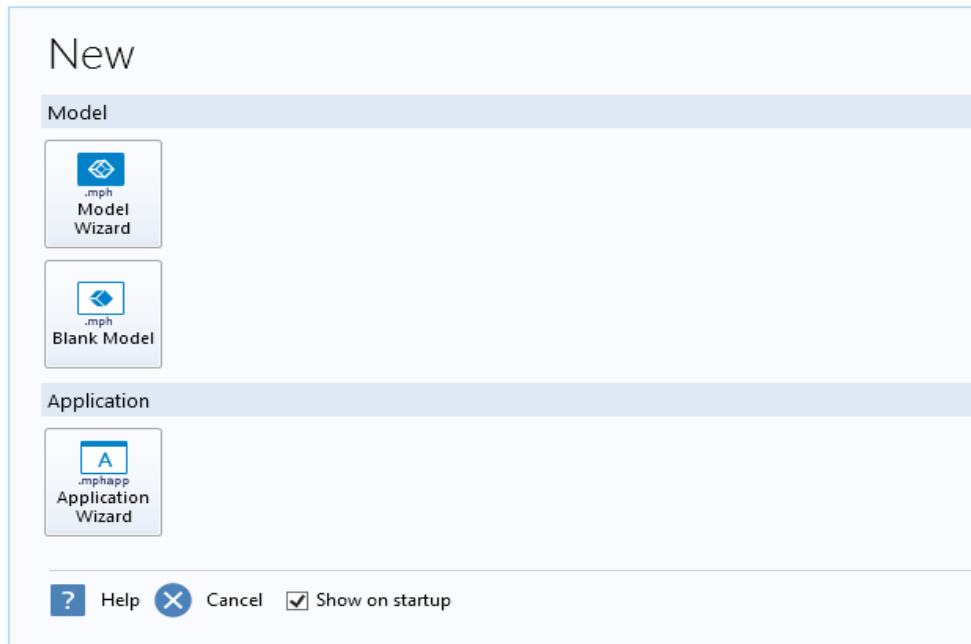 New
Model
.mph
Model
Wizard
.mph
Blank Model
Application
A
.mphapp
Application
Wizard
? Help Cancel Show on startup